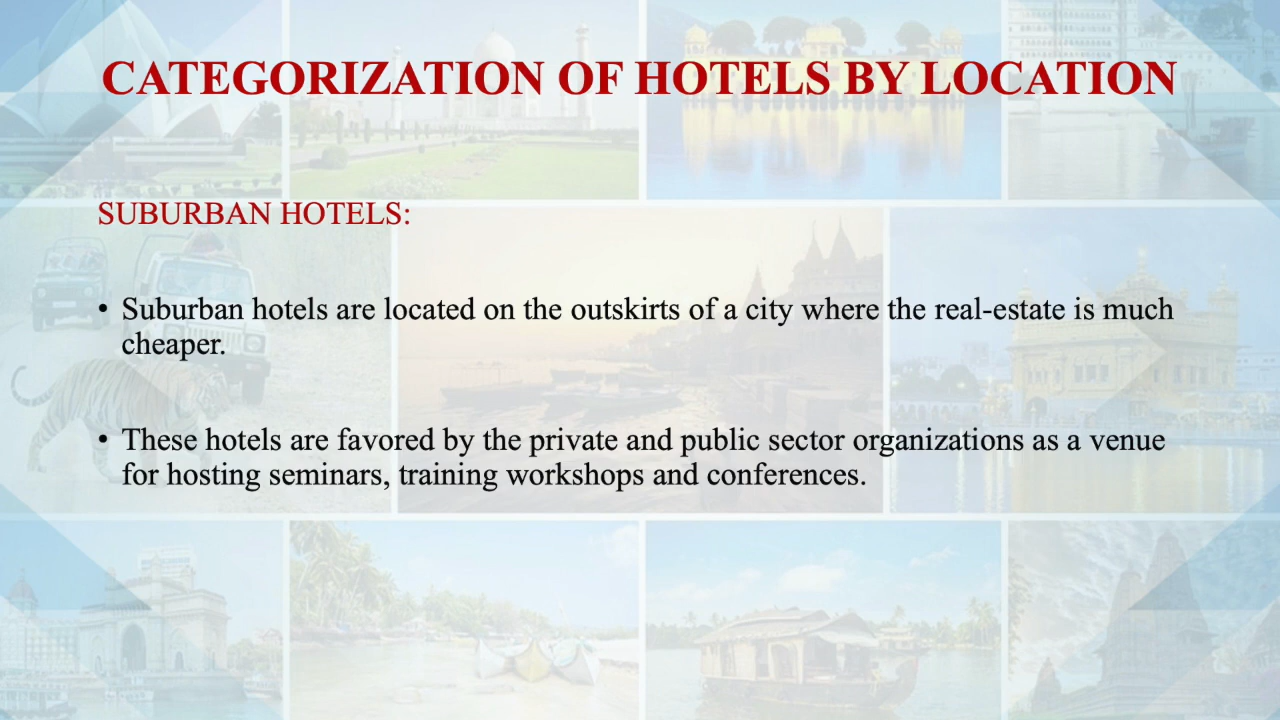 CATEGORIZATION OF HOTELS BY LOCATION
SUBURBAN HOTELS:
• Suburban hotels are located on the outskirts of a city where the real-estate is much
cheaper.
• These hotels are favored by the private and public sector organizations as a venue
for hosting seminars, training workshops and conferences.